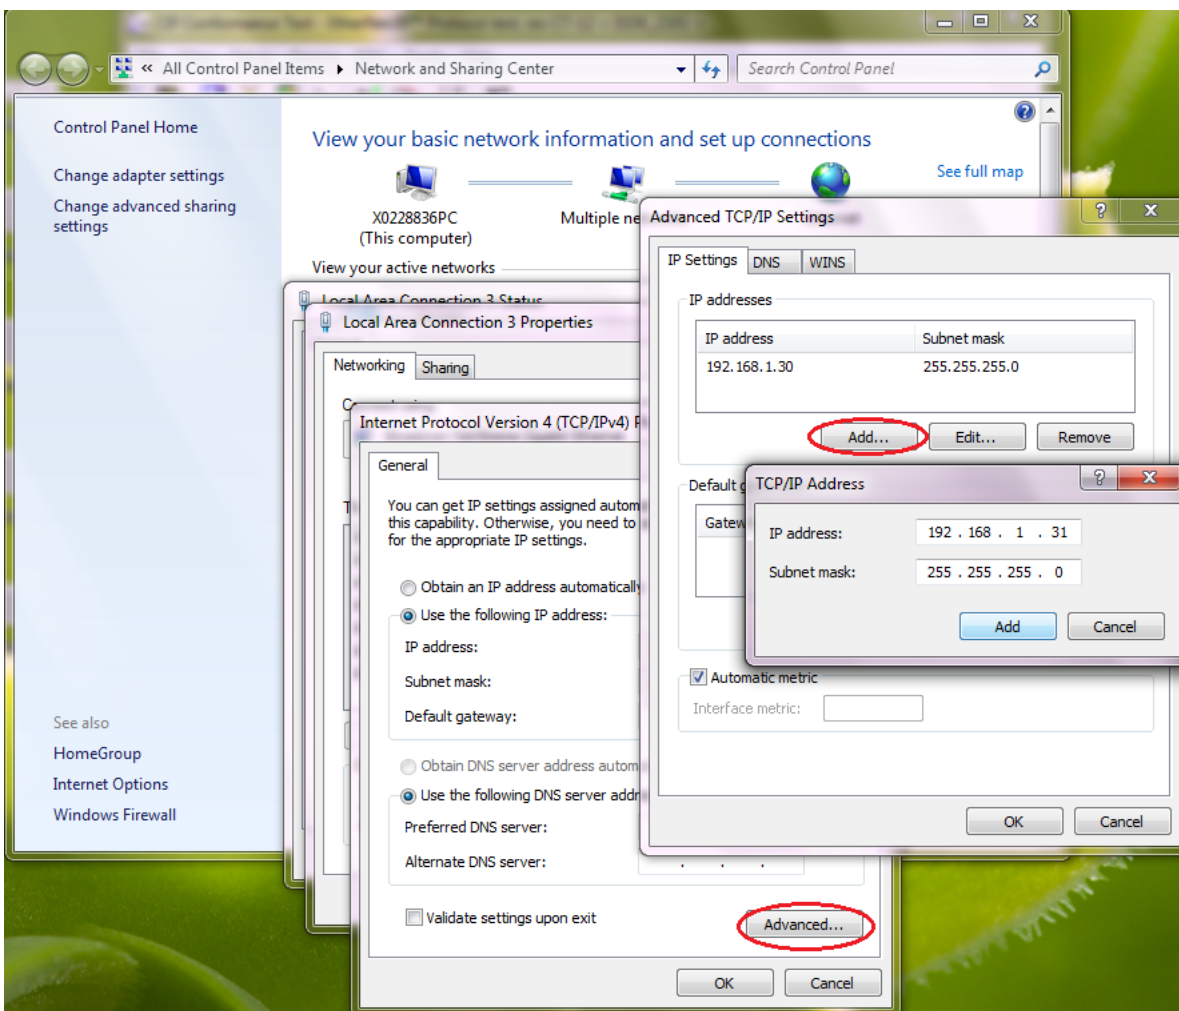 « All Control Panel Items ▸ Network and Sharing Center
Search Control Panel
Control Panel Home
Change adapter settings
Change advanced sharing
settings
See also
HomeGroup
Internet Options
Windows Firewall
View your basic network information and set up connections
See full map
X0228836PC
(This computer)
Multiple ne
View your active networks
Local Area Connection 3 Status
Local Area Connection 3 Properties
Networking
Sharing
Internet Protocol Version 4 (TCP/IPv4) P
General
You can get IP settings assigned autom
this capability. Otherwise, you need to
for the appropriate IP settings.
Obtain an IP address automatically
Use the following IP address:
IP address:
Subnet mask:
Default gateway:
Obtain DNS server address autom
Use the following DNS server addr
Preferred DNS server:
Alternate DNS server:
Validate settings upon exit
Advanced...
OK
Cancel
Advanced TCP/IP Settings
IP Settings
DNS
WINS
IP addresses
IP address Subnet mask
192.168.1.30 255.255.255.0
Add... Edit... Remove
Default g
Gatew
TCP/IP Address
IP address: 192 . 168 . 1 . 31
Subnet mask: 255 . 255 . 255 . 0
Add Cancel
Automatic metric
Interface metric:
OK Cancel